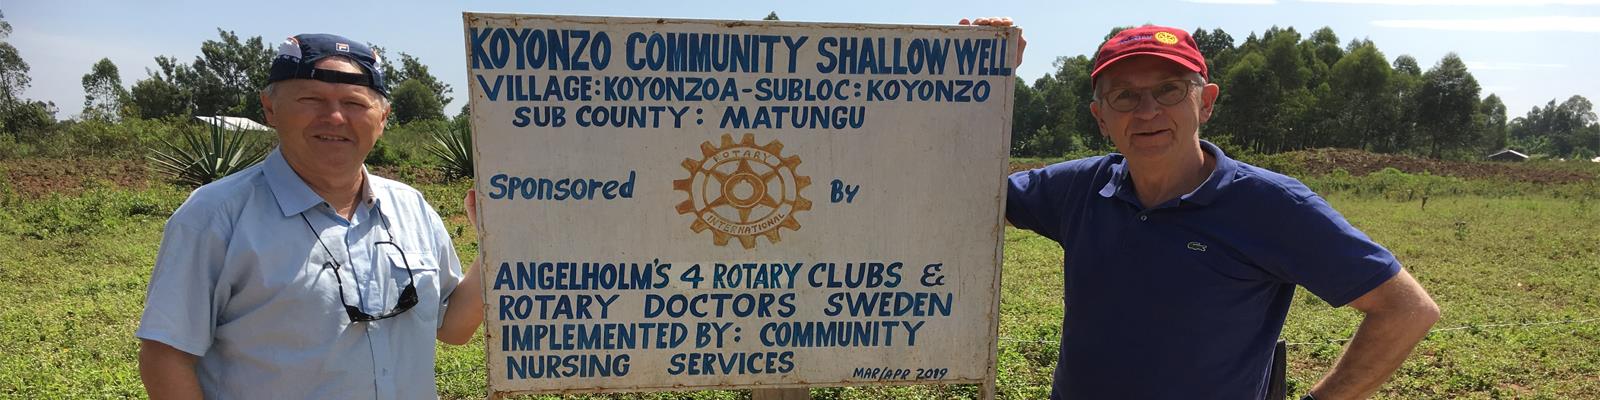 KOYONZO COMMUNITY SHALLOW WELL
VILLAGE: KOYONZOA - SUBLOC: KOYONZO
SUB COUNTY: MATUNGU
Sponsored By
ROTARY
INTERNATIONAL
ANGELHOLM'S 4 ROTARY CLUBS &
ROTARY DOCTORS SWEDEN
IMPLEMENTED BY: COMMUNITY
NURSING SERVICES
MAR/APR 2019